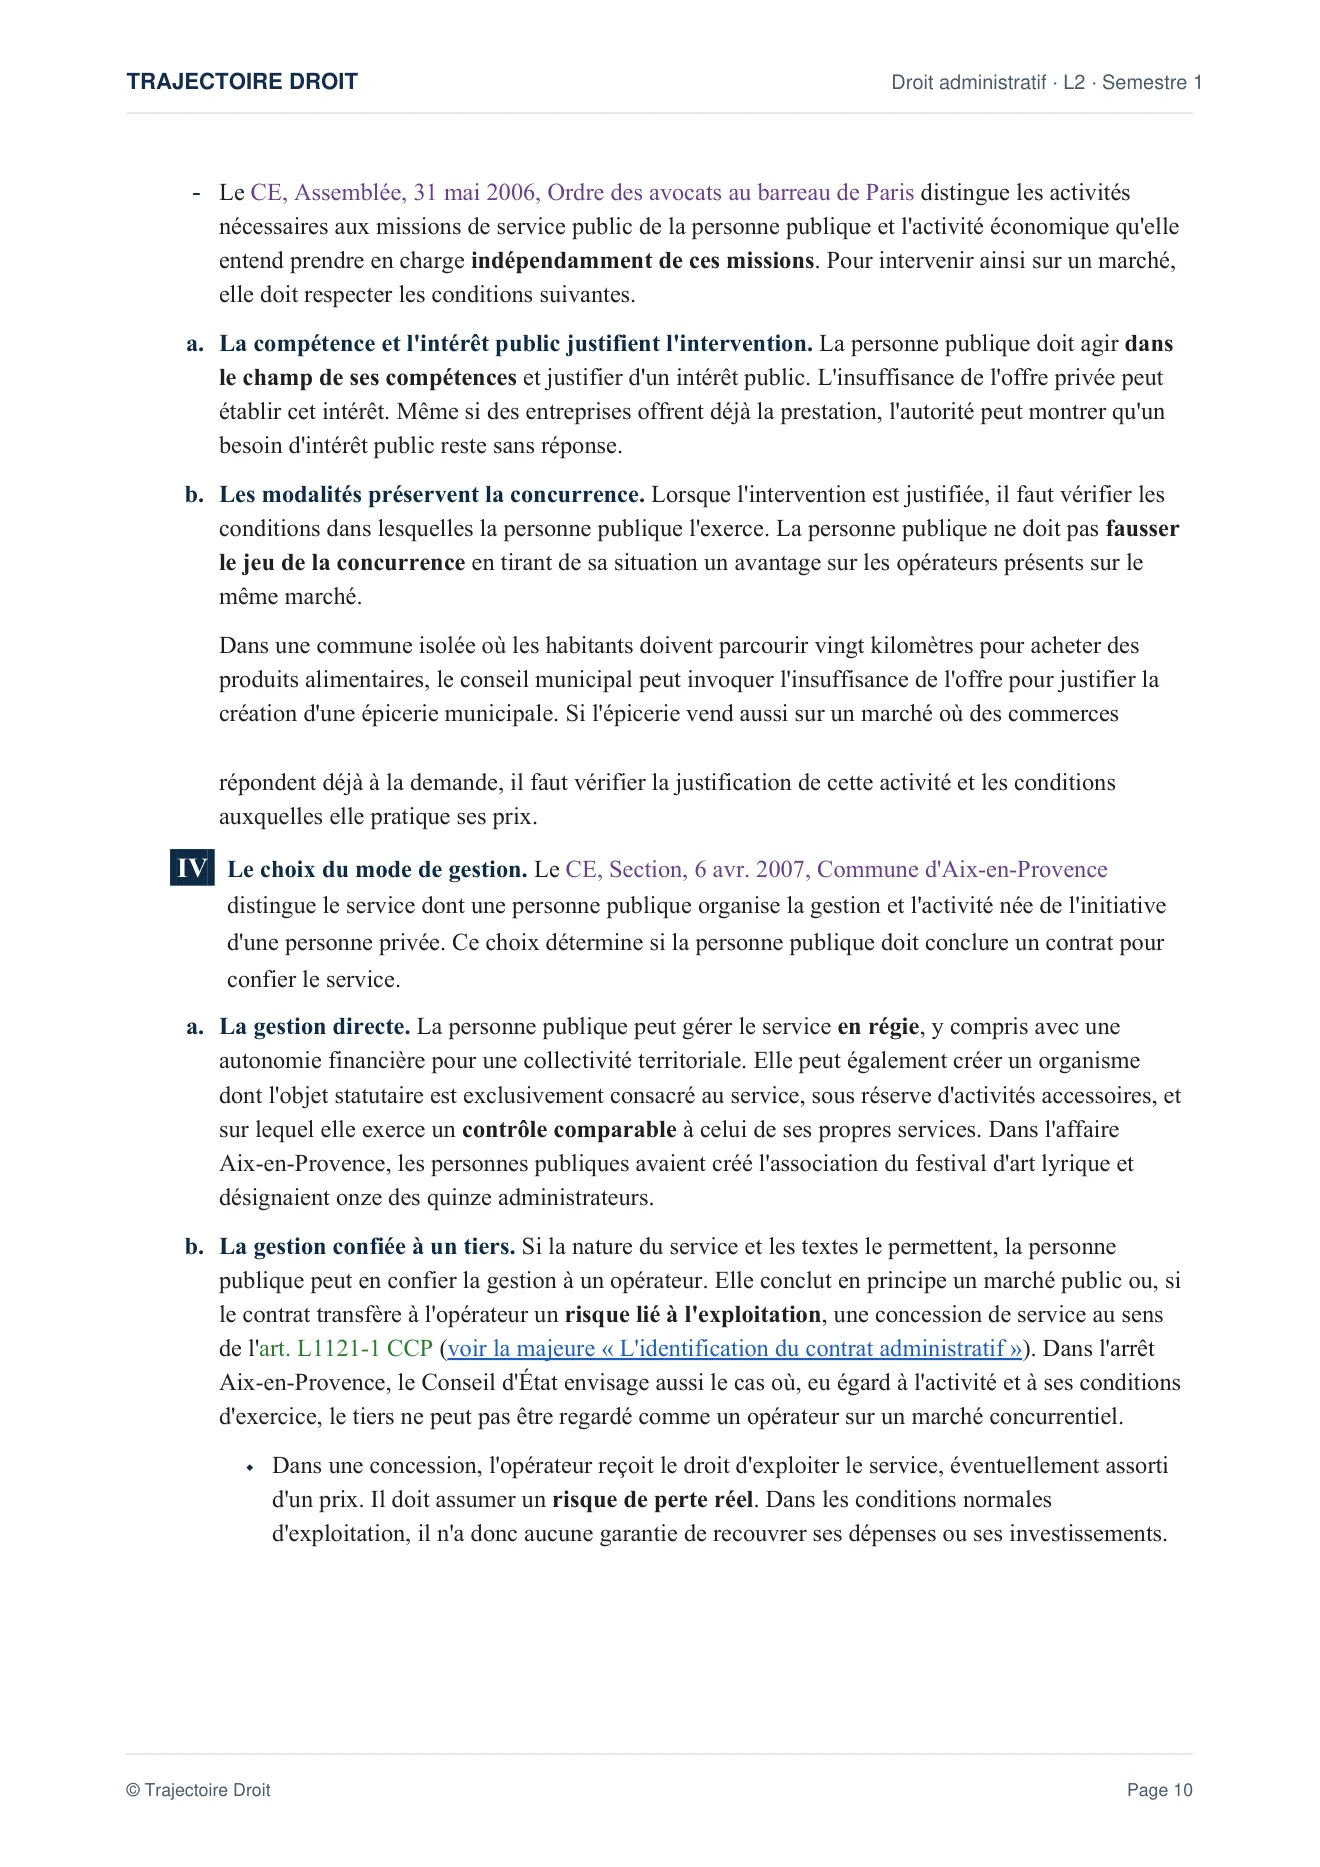 TRAJECTOIRE DROIT
Droit administratif · L2 · Semestre 1
- Le CE, Assemblée, 31 mai 2006, Ordre des avocats au barreau de Paris distingue les activités
nécessaires aux missions de service public de la personne publique et l'activité économique qu'elle
entend prendre en charge indépendamment de ces missions. Pour intervenir ainsi sur un marché,
elle doit respecter les conditions suivantes.
a. La compétence et l'intérêt public justifient l'intervention. La personne publique doit agir dans
le champ de ses compétences et justifier d'un intérêt public. L'insuffisance de l'offre privée peut
établir cet intérêt. Même si des entreprises offrent déjà la prestation, l'autorité peut montrer qu'un
besoin d'intérêt public reste sans réponse.
b. Les modalités préservent la concurrence. Lorsque l'intervention est justifiée, il faut vérifier les
conditions dans lesquelles la personne publique l'exerce. La personne publique ne doit pas fausser
le jeu de la concurrence en tirant de sa situation un avantage sur les opérateurs présents sur le
même marché.
Dans une commune isolée où les habitants doivent parcourir vingt kilomètres pour acheter des
produits alimentaires, le conseil municipal peut invoquer l'insuffisance de l'offre pour justifier la
création d'une épicerie municipale. Si l'épicerie vend aussi sur un marché où des commerces
répondent déjà à la demande, il faut vérifier la justification de cette activité et les conditions
auxquelles elle pratique ses prix.
IV Le choix du mode de gestion. Le CE, Section, 6 avr. 2007, Commune d'Aix-en-Provence
distingue le service dont une personne publique organise la gestion et l'activité née de l'initiative
d'une personne privée. Ce choix détermine si la personne publique doit conclure un contrat pour
confier le service.
a. La gestion directe. La personne publique peut gérer le service en régie, y compris avec une
autonomie financière pour une collectivité territoriale. Elle peut également créer un organisme
dont l'objet statutaire est exclusivement consacré au service, sous réserve d'activités accessoires, et
sur lequel elle exerce un contrôle comparable à celui de ses propres services. Dans l'affaire
Aix-en-Provence, les personnes publiques avaient créé l'association du festival d'art lyrique et
désignaient onze des quinze administrateurs.
b. La gestion confiée à un tiers. Si la nature du service et les textes le permettent, la personne
publique peut en confier la gestion à un opérateur. Elle conclut en principe un marché public ou, si
le contrat transfère à l'opérateur un risque lié à l'exploitation, une concession de service au sens
de l'art. L1121-1 CCP (voir la majeure « L'identification du contrat administratif »). Dans l'arrêt
Aix-en-Provence, le Conseil d'État envisage aussi le cas où, eu égard à l'activité et à ses conditions
d'exercice, le tiers ne peut pas être regardé comme un opérateur sur un marché concurrentiel.
⬩ Dans une concession, l'opérateur reçoit le droit d'exploiter le service, éventuellement assorti
d'un prix. Il doit assumer un risque de perte réel. Dans les conditions normales
d'exploitation, il n'a donc aucune garantie de recouvrer ses dépenses ou ses investissements.
© Trajectoire Droit
Page 10